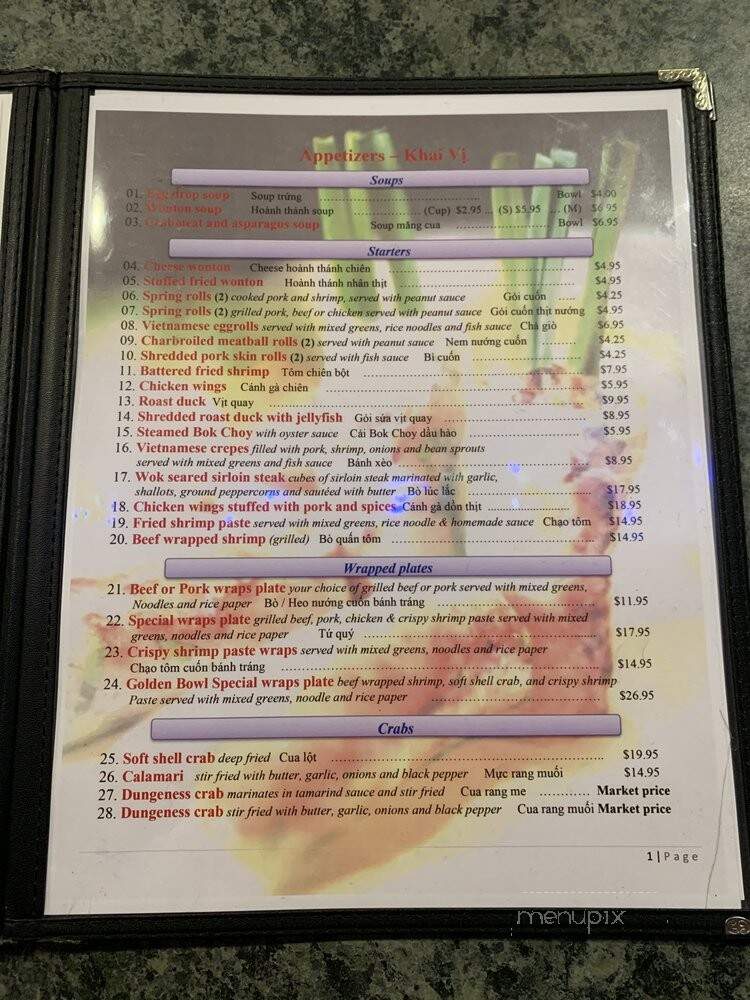 Appetizers – Khai Vị
Soups
01. Egg drop soup Soup trứng .......... Bowl $4.00
02. Wonton soup Hoành thánh soup .......... (Cup) $2.95 ... (S) $5.95 ... (M) $6.95
03. Crabmeat and asparagus soup Soup măng cua .......... Bowl $6.95
Starters
04. Cheese wonton Cheese hoành thánh chiên .......... $4.95
05. Stuffed fried wonton Hoành thánh nhân thịt .......... $4.95
06. Spring rolls (2) cooked pork and shrimp, served with peanut sauce Gỏi cuốn ...... $4.25
07. Spring rolls (2) grilled pork, beef or chicken served with peanut sauce Gỏi cuốn thịt nướng $4.95
08. Vietnamese eggrolls served with mixed greens, rice noodles and fish sauce Chả giò $6.95
09. Charbroiled meatball rolls (2) served with peanut sauce Nem nướng cuốn .......... $4.25
10. Shredded pork skin rolls (2) served with fish sauce Bì cuốn .......... $4.25
11. Battered fried shrimp Tôm chiên bột .......... $7.95
12. Chicken wings Cánh gà chiên .......... $5.95
13. Roast duck Vịt quay .......... $9.95
14. Shredded roast duck with jellyfish Gỏi sứa vịt quay .......... $8.95
15. Steamed Bok Choy with oyster sauce Cải Bok Choy dầu hào .......... $5.95
16. Vietnamese crepes filled with pork, shrimp, onions and bean sprouts
served with mixed greens and fish sauce Bánh xèo .......... $8.95
17. Wok seared sirloin steak cubes of sirloin steak marinated with garlic,
shallots, ground peppercorns and sautéed with butter Bò lúc lắc .......... $17.95
18. Chicken wings stuffed with pork and spices Cánh gà dồn thịt .......... $18.95
19. Fried shrimp paste served with mixed greens, rice noodle & homemade sauce Chạo tôm $14.95
20. Beef wrapped shrimp (grilled) Bò quấn tôm .......... $14.95
Wrapped plates
21. Beef or Pork wraps plate your choice of grilled beef or pork served with mixed greens,
Noodles and rice paper Bò / Heo nướng cuốn bánh tráng .......... $11.95
22. Special wraps plate grilled beef, pork, chicken & crispy shrimp paste served with mixed
greens, noodles and rice paper Tứ quý .......... $17.95
23. Crispy shrimp paste wraps served with mixed greens, noodles and rice paper
Chạo tôm cuốn bánh tráng .......... $14.95
24. Golden Bowl Special wraps plate beef wrapped shrimp, soft shell crab, and crispy shrimp
Paste served with mixed greens, noodle and rice paper .......... $26.95
Crabs
25. Soft shell crab deep fried Cua lột .......... $19.95
26. Calamari stir fried with butter, garlic, onions and black pepper Mực rang muối $14.95
27. Dungeness crab marinates in tamarind sauce and stir fried Cua rang me ............ Market price
28. Dungeness crab stir fried with butter, garlic, onions and black pepper Cua rang muối Market price
1 | Page
menupix